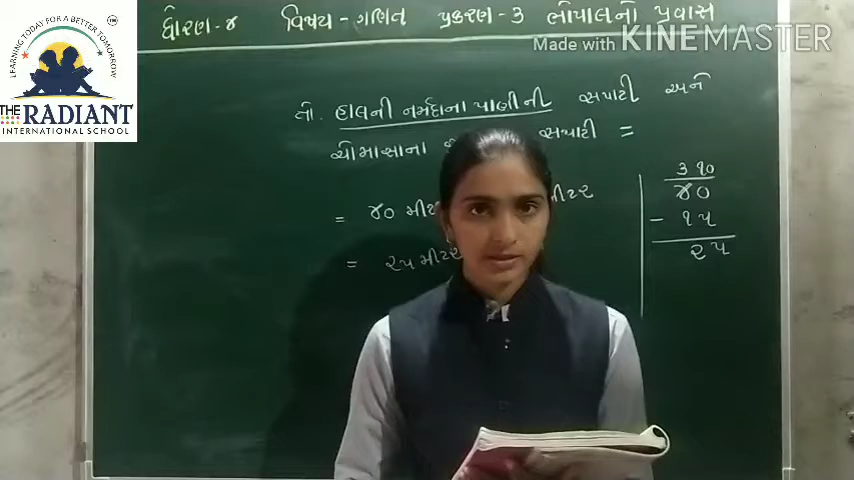 LEARNING TODAY FOR A BETTER TOMORROW
THE RADIANT
INTERNATIONAL SCHOOL
Made with KINEMASTER
ધોરણ-૪ વિષય - ગણિત પ્રકરણ - ૩ ભોપાલનો પ્રવાસ
તો. હાલની નર્મદાના પાણીની સપાટી અને
ચોમાસાના સપાટી =
= ૪૦ મીટર
= ૨૫ મીટર
૩ ૧૦
૪૦
- ૧૫
૨૫